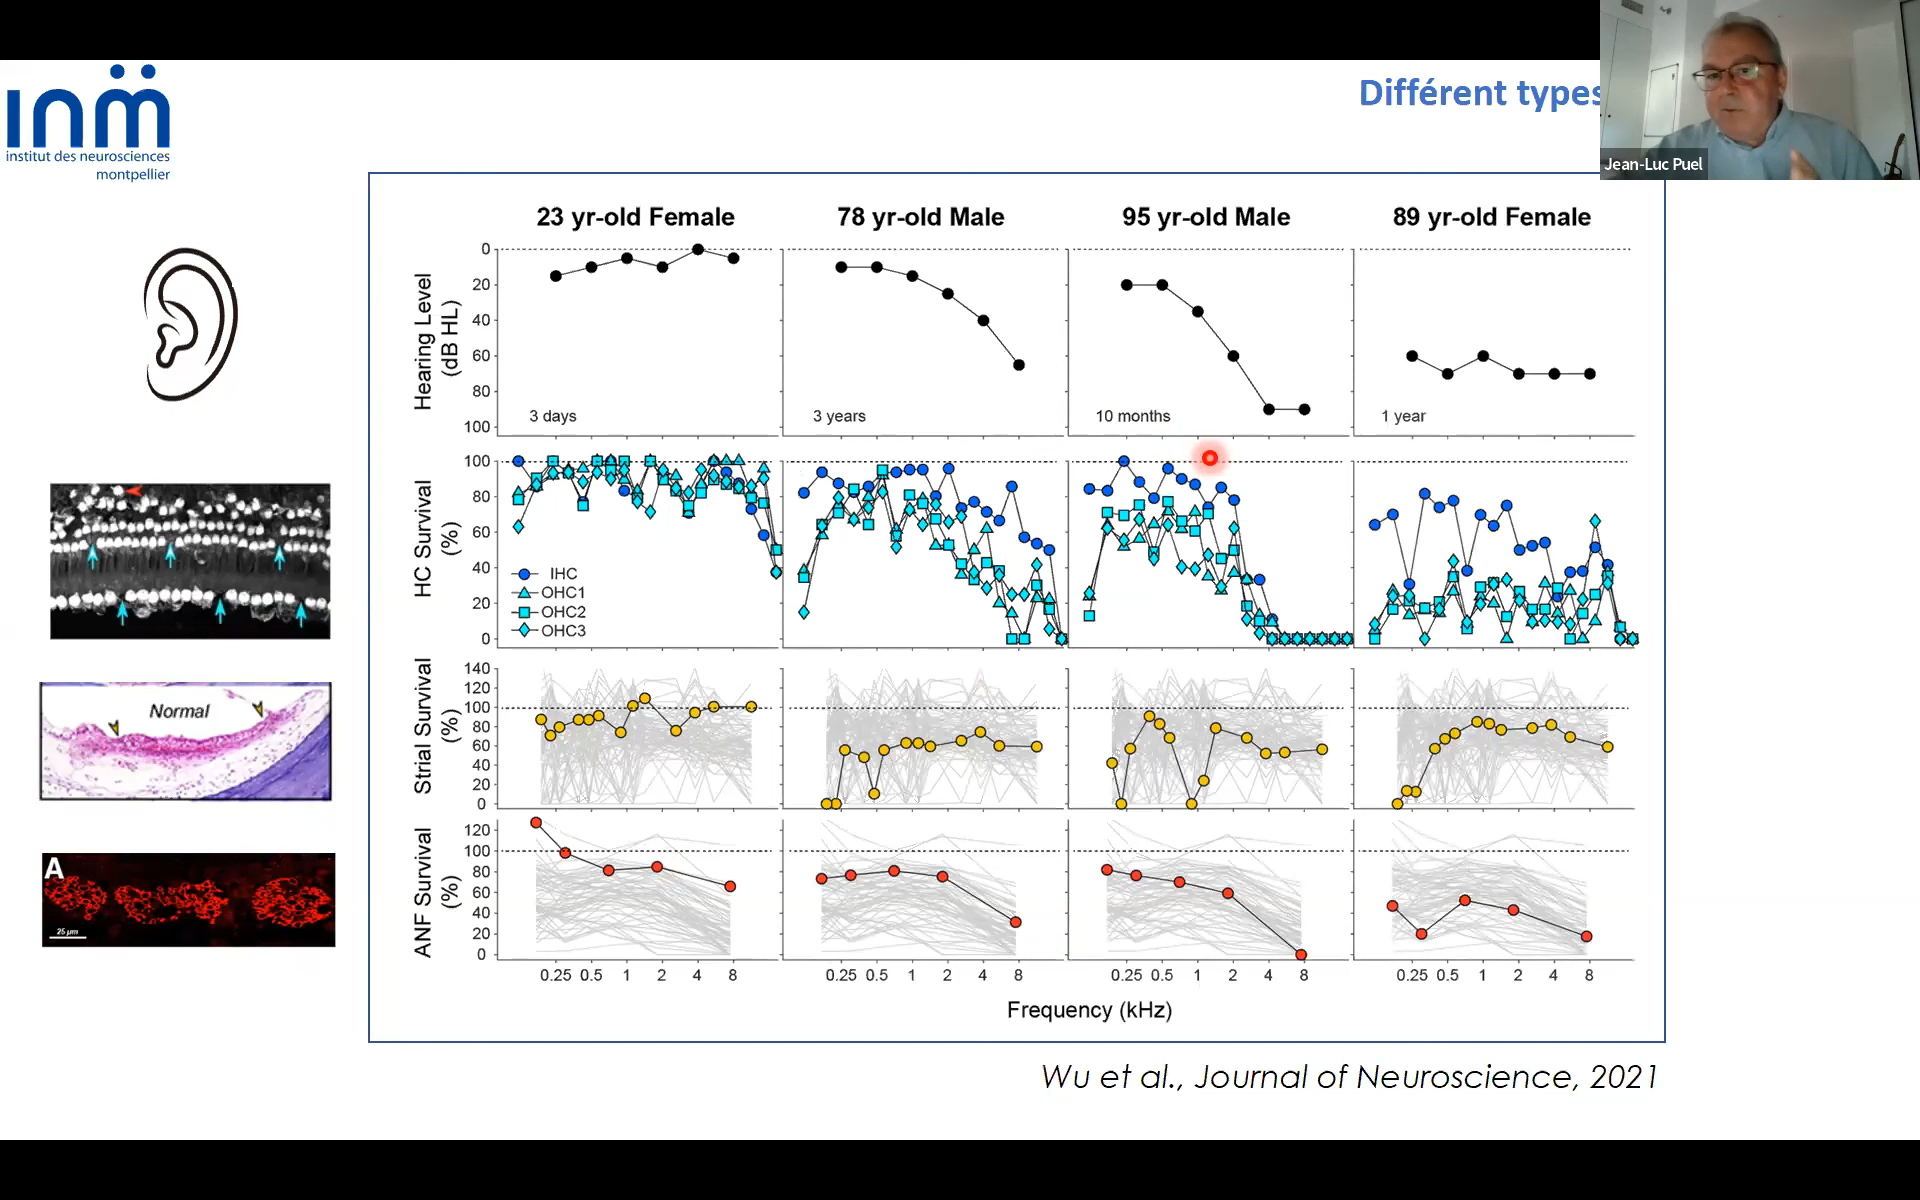 ınm
institut des neurosciences
montpellier
Différent types
Jean-Luc Puel
23 yr-old Female
78 yr-old Male
95 yr-old Male
89 yr-old Female
Hearing Level
(dB HL)
0
20
40
60
80
100
3 days
3 years
10 months
1 year
HC Survival
(%)
100
80
60
40
20
0
IHC
OHC1
OHC2
OHC3
Normal
Strial Survival
(%)
140
120
100
80
60
40
20
0
A
25 µm
ANF Survival
(%)
120
100
80
60
40
20
0
0.25 0.5 1 2 4 8
0.25 0.5 1 2 4 8
0.25 0.5 1 2 4 8
0.25 0.5 1 2 4 8
Frequency (kHz)
Wu et al., Journal of Neuroscience, 2021